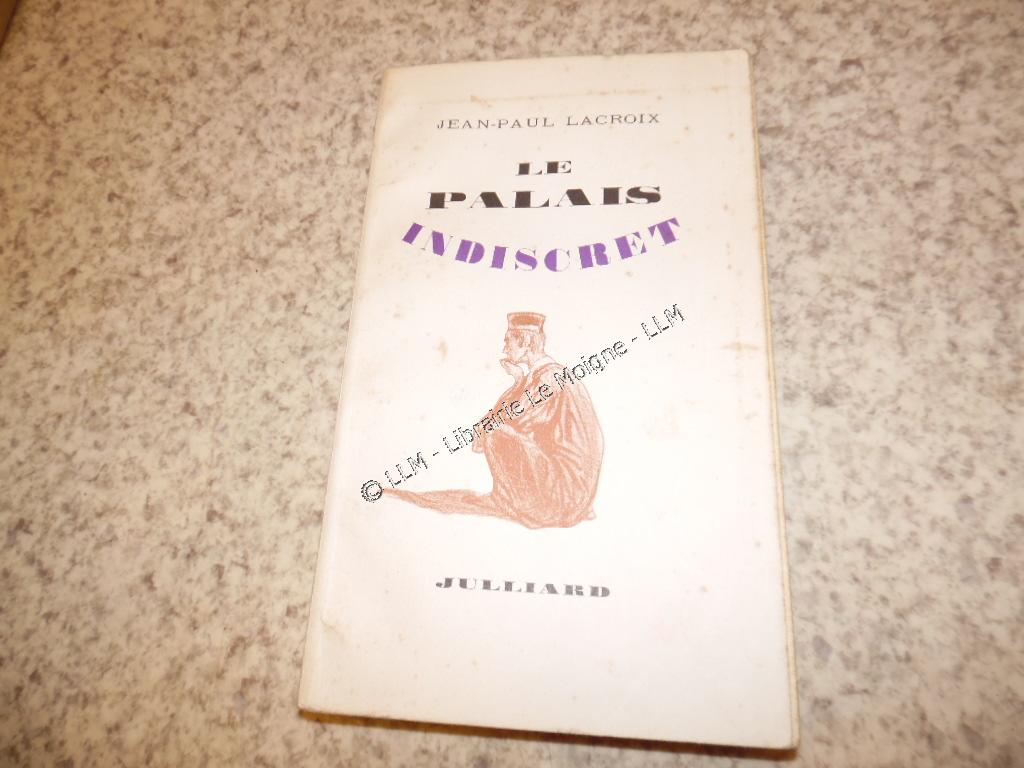 JEAN-PAUL LACROIX
LE
PALAIS
INDISCRET
© LLM - Librairie Le Moigne - LLM
JULLIARD